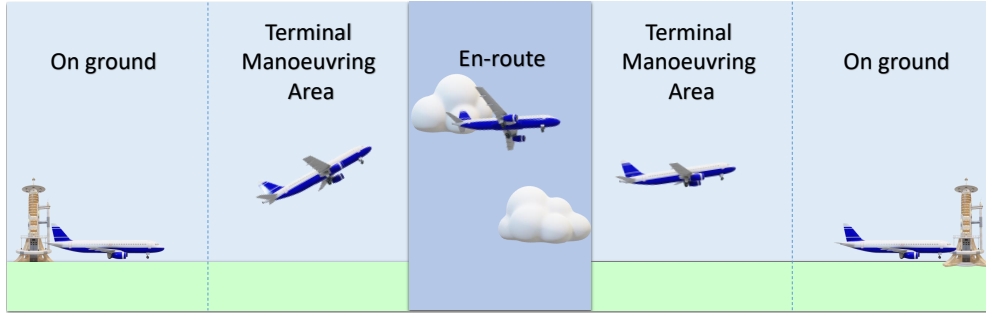 On ground
Terminal
Manoeuvring
Area
En-route
Terminal
Manoeuvring
Area
On ground